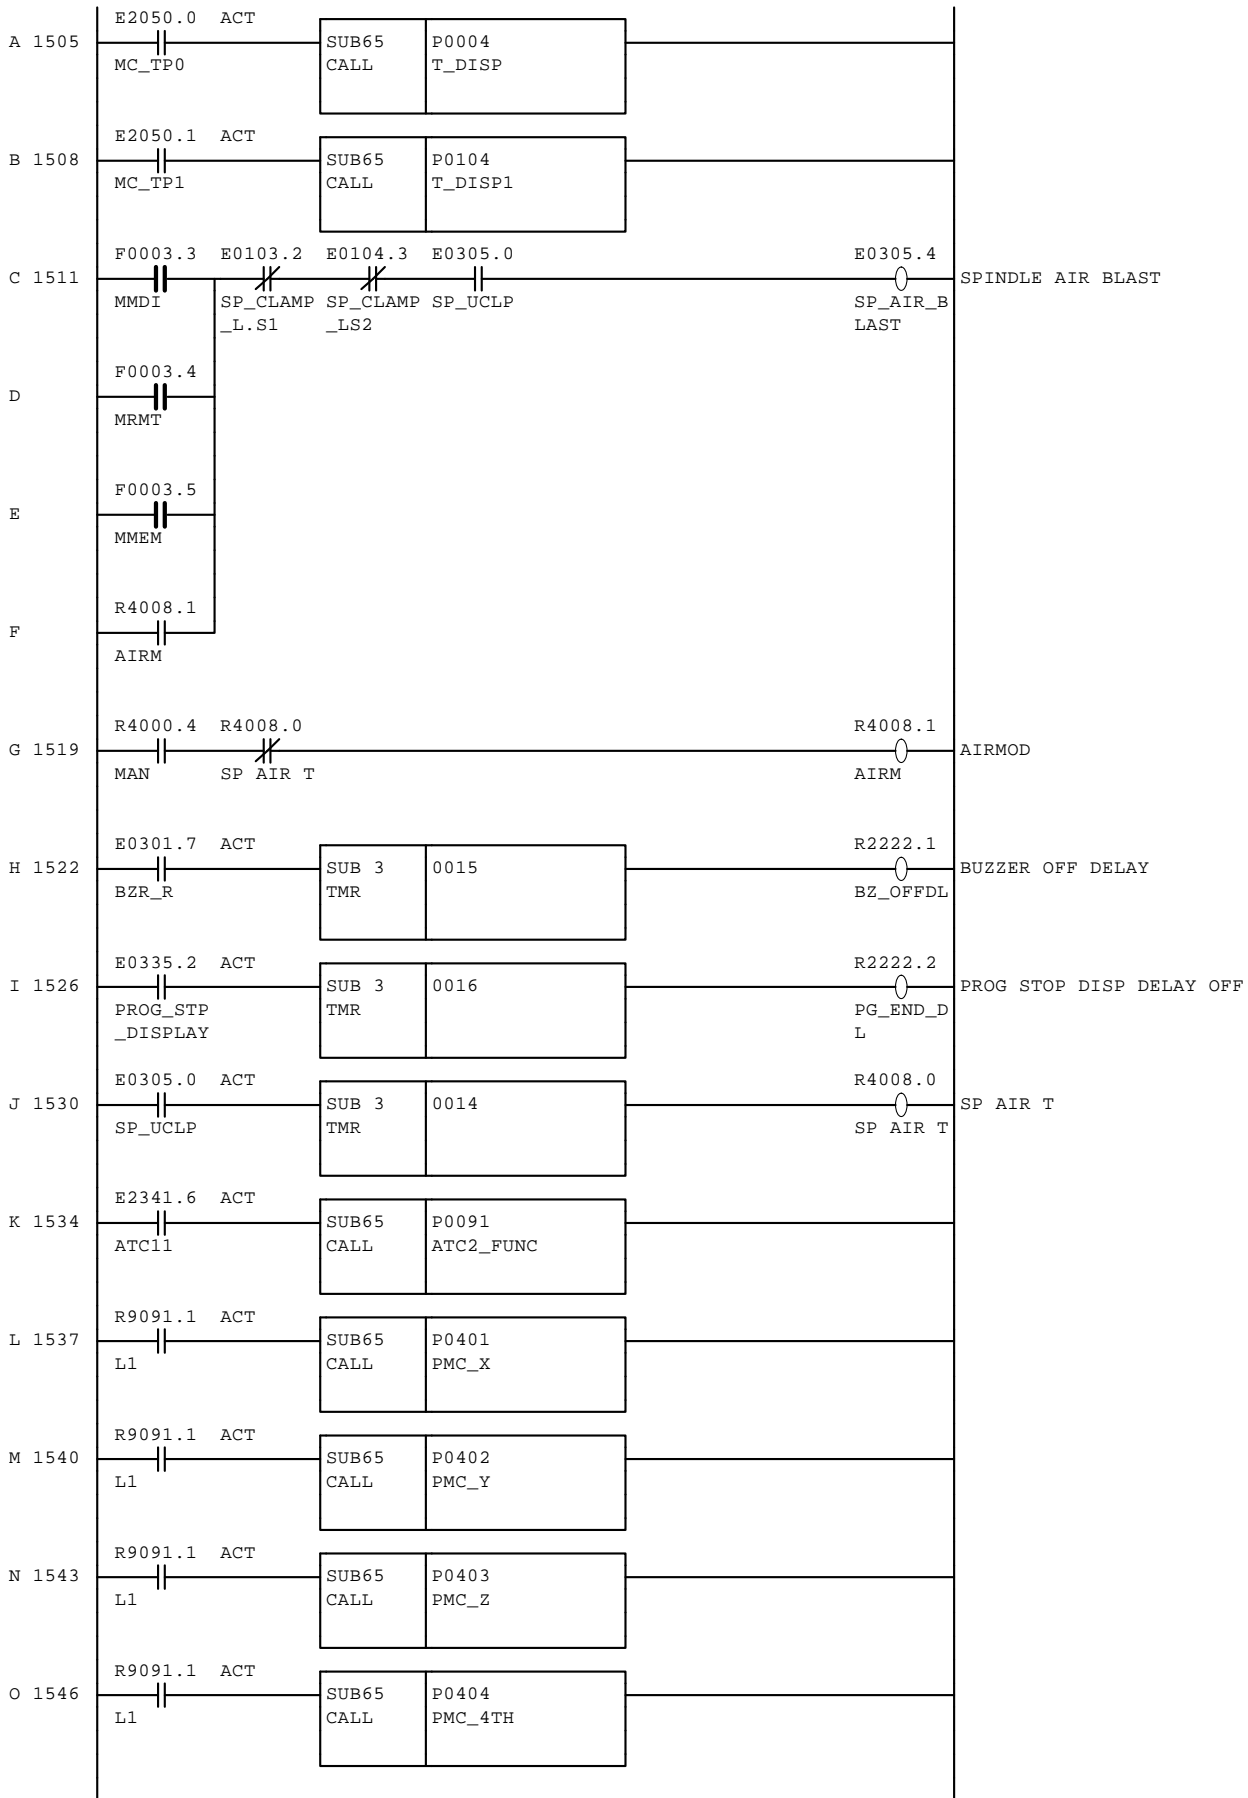 E2050.0 ACT
A 1505 SUB65 P0004
MC_TP0 CALL T_DISP
E2050.1 ACT
B 1508 SUB65 P0104
MC_TP1 CALL T_DISP1
F0003.3 E0103.2 E0104.3 E0305.0 E0305.4
C 1511 SPINDLE AIR BLAST
MMDI SP_CLAMP SP_CLAMP SP_UCLP SP_AIR_B
_L.S1 _LS2 LAST
F0003.4
D
MRMT
F0003.5
E
MMEM
R4008.1
F
AIRM
R4000.4 R4008.0 R4008.1
G 1519 AIRMOD
MAN SP AIR T AIRM
E0301.7 ACT R2222.1
H 1522 SUB 3 0015 BUZZER OFF DELAY
BZR_R TMR BZ_OFFDL
E0335.2 ACT R2222.2
I 1526 SUB 3 0016 PROG STOP DISP DELAY OFF
PROG_STP TMR PG_END_D
_DISPLAY L
E0305.0 ACT R4008.0
J 1530 SUB 3 0014 SP AIR T
SP_UCLP TMR SP AIR T
E2341.6 ACT
K 1534 SUB65 P0091
ATC11 CALL ATC2_FUNC
R9091.1 ACT
L 1537 SUB65 P0401
L1 CALL PMC_X
R9091.1 ACT
M 1540 SUB65 P0402
L1 CALL PMC_Y
R9091.1 ACT
N 1543 SUB65 P0403
L1 CALL PMC_Z
R9091.1 ACT
O 1546 SUB65 P0404
L1 CALL PMC_4TH